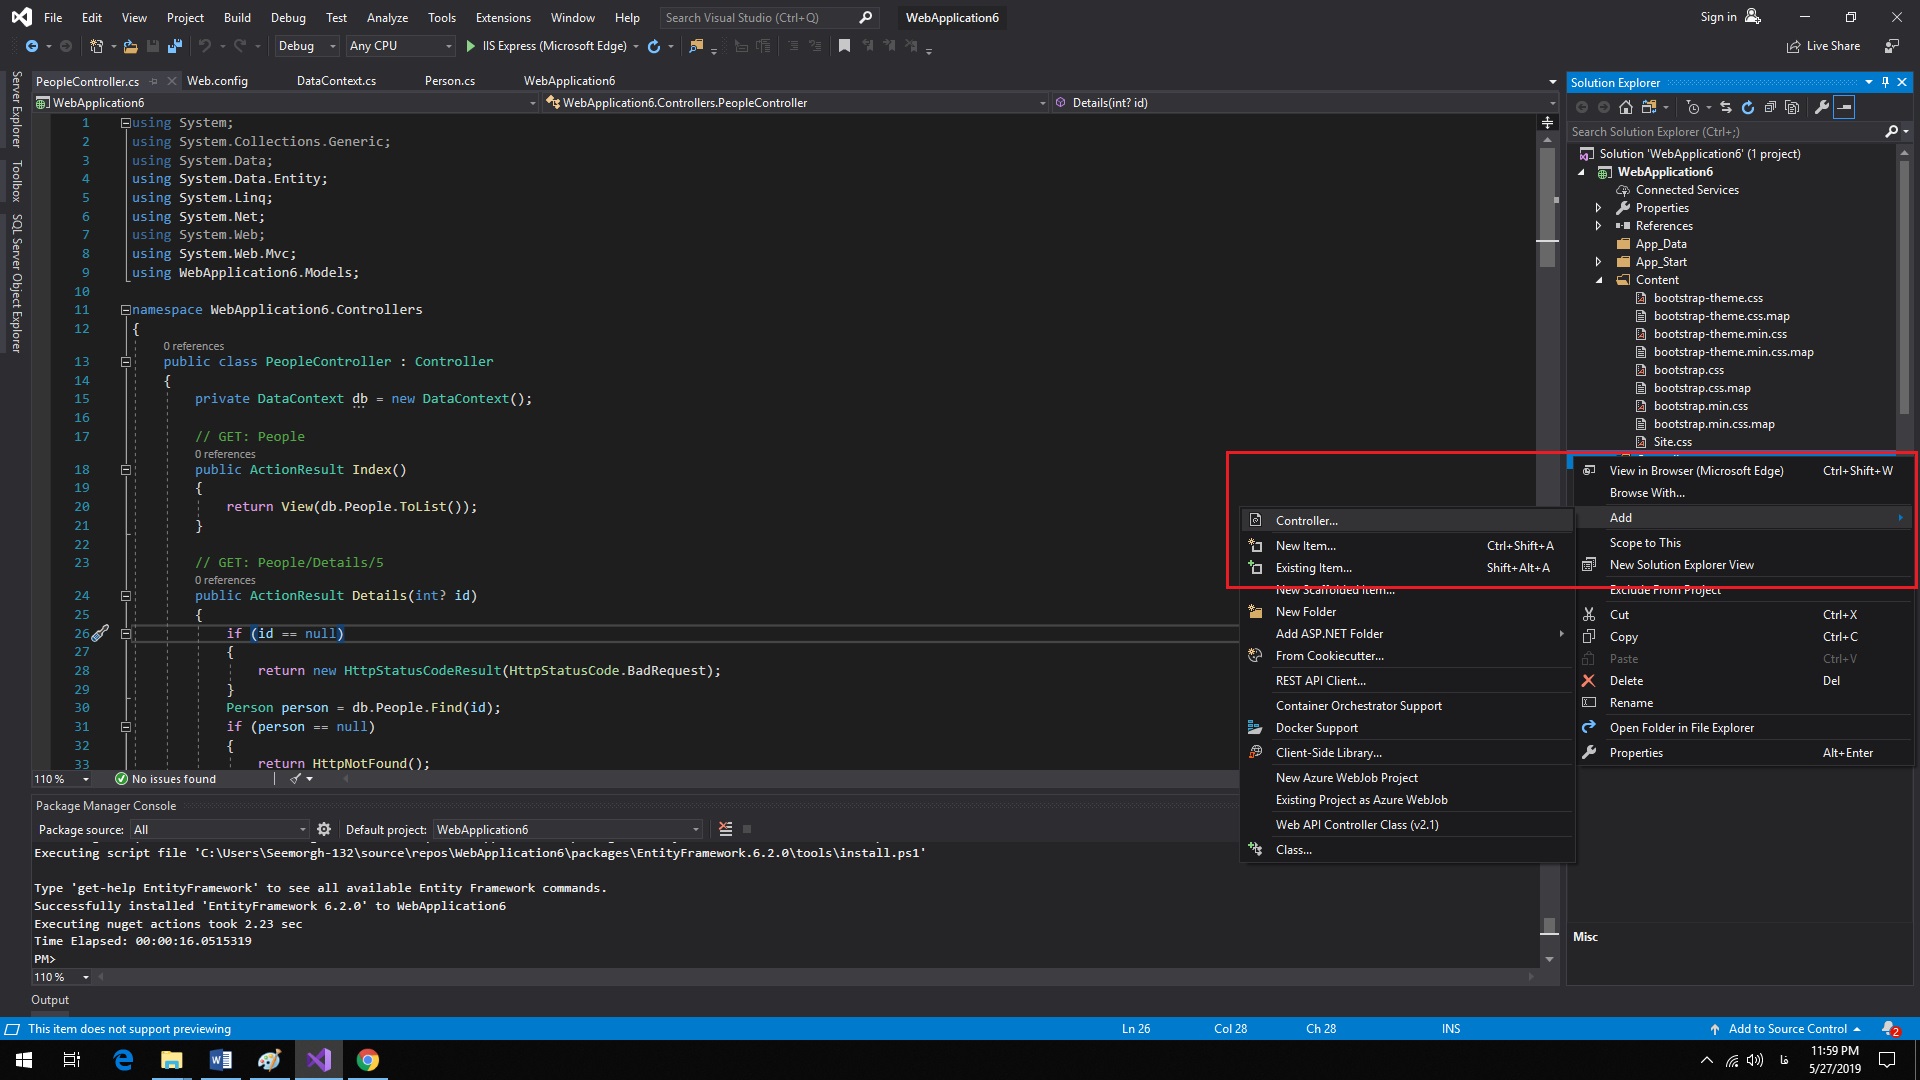 File Edit View Project Build Debug Test Analyze Tools Extensions Window Help Search Visual Studio (Ctrl+Q) WebApplication6 Sign in
Debug Any CPU IIS Express (Microsoft Edge) Live Share
Server Explorer
Toolbox
SQL Server Object Explorer
PeopleController.cs Web.config DataContext.cs Person.cs WebApplication6
WebApplication6 WebApplication6.Controllers.PeopleController Details(int? id)
1 using System;
2 using System.Collections.Generic;
3 using System.Data;
4 using System.Data.Entity;
5 using System.Linq;
6 using System.Net;
7 using System.Web;
8 using System.Web.Mvc;
9 using WebApplication6.Models;
10
11 namespace WebApplication6.Controllers
12 {
0 references
13 public class PeopleController : Controller
14 {
15 private DataContext db = new DataContext();
16
17 // GET: People
0 references
18 public ActionResult Index()
19 {
20 return View(db.People.ToList());
21 }
22
23 // GET: People/Details/5
0 references
24 public ActionResult Details(int? id)
25 {
26 if (id == null)
27 {
28 return new HttpStatusCodeResult(HttpStatusCode.BadRequest);
29 }
30 Person person = db.People.Find(id);
31 if (person == null)
32 {
33 return HttpNotFound();
110 % No issues found
Package Manager Console
Package source: All Default project: WebApplication6
Executing script file 'C:\Users\Seemorgh-132\source\repos\WebApplication6\packages\EntityFramework.6.2.0\tools\install.ps1'
Type 'get-help EntityFramework' to see all available Entity Framework commands.
Successfully installed 'EntityFramework 6.2.0' to WebApplication6
Executing nuget actions took 2.23 sec
Time Elapsed: 00:00:16.0515319
PM>
110 %
Output
Solution Explorer
Search Solution Explorer (Ctrl+;)
Solution 'WebApplication6' (1 project)
WebApplication6
Connected Services
Properties
References
App_Data
App_Start
Content
bootstrap-theme.css
bootstrap-theme.css.map
bootstrap-theme.min.css
bootstrap-theme.min.css.map
bootstrap.css
bootstrap.css.map
bootstrap.min.css
bootstrap.min.css.map
Site.css
View in Browser (Microsoft Edge) Ctrl+Shift+W
Browse With...
Add
Scope to This
New Solution Explorer View
Exclude From Project
Cut Ctrl+X
Copy Ctrl+C
Paste Ctrl+V
Delete Del
Rename
Open Folder in File Explorer
Properties Alt+Enter
Controller...
New Item... Ctrl+Shift+A
Existing Item... Shift+Alt+A
New Scaffolded Item...
New Folder
Add ASP.NET Folder
From Cookiecutter...
REST API Client...
Container Orchestrator Support
Docker Support
Client-Side Library...
New Azure WebJob Project
Existing Project as Azure WebJob
Web API Controller Class (v2.1)
Class...
Misc
This item does not support previewing Ln 26 Col 28 Ch 28 INS Add to Source Control 2
فا 11:59 PM
5/27/2019